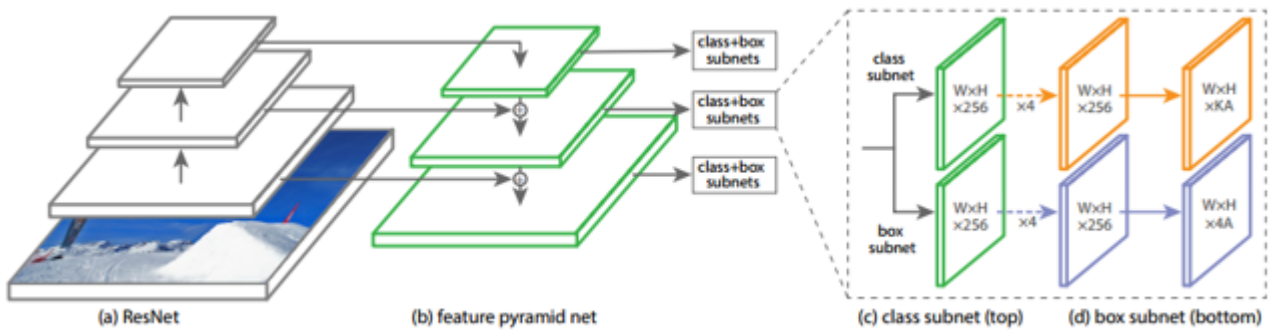 class+box
subnets
class+box
subnets
class+box
subnets
class
subnet
W×H
×256
×4
W×H
×256
W×H
×KA
box
subnet
W×H
×256
×4
W×H
×256
W×H
×4A
(a) ResNet
(b) feature pyramid net
(c) class subnet (top)
(d) box subnet (bottom)